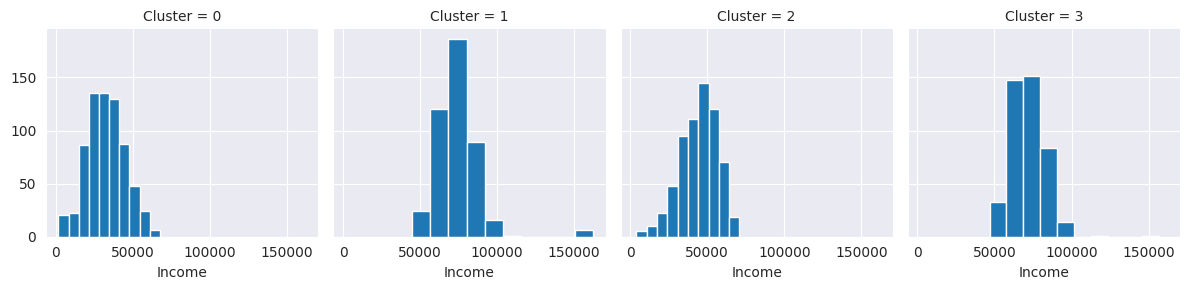 Cluster = 0
Cluster = 1
Cluster = 2
Cluster = 3
150
100
50
0
0 50000 100000 150000
0 50000 100000 150000
0 50000 100000 150000
0 50000 100000 150000
Income
Income
Income
Income